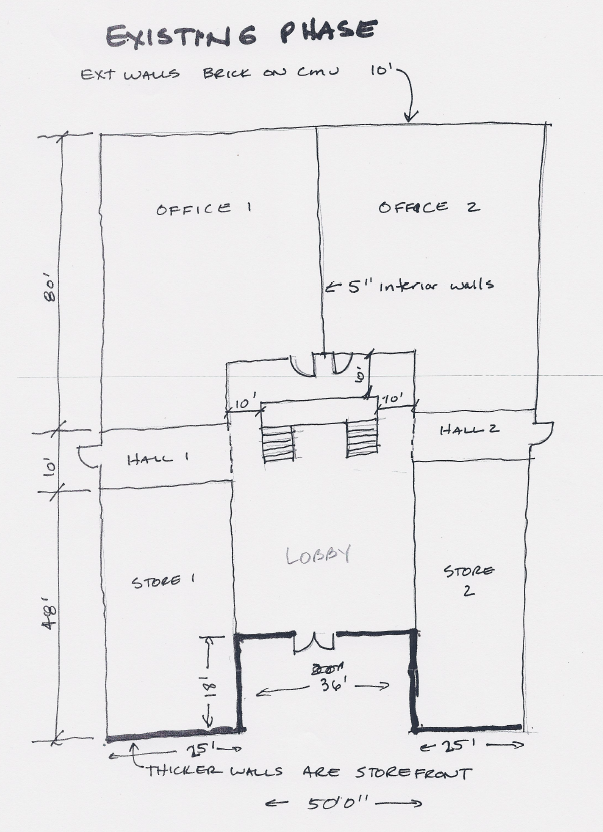 EXISTING PHASE
EXT WALLS BRICK ON CMU 10'
OFFICE 1
OFFICE 2
80'
5" interior walls
10'
10'
HALL 1
HALL 2
10'
LOBBY
STORE 1
STORE
2
48'
18'
36'
25'
25'
THICKER WALLS ARE STOREFRONT
50'0"